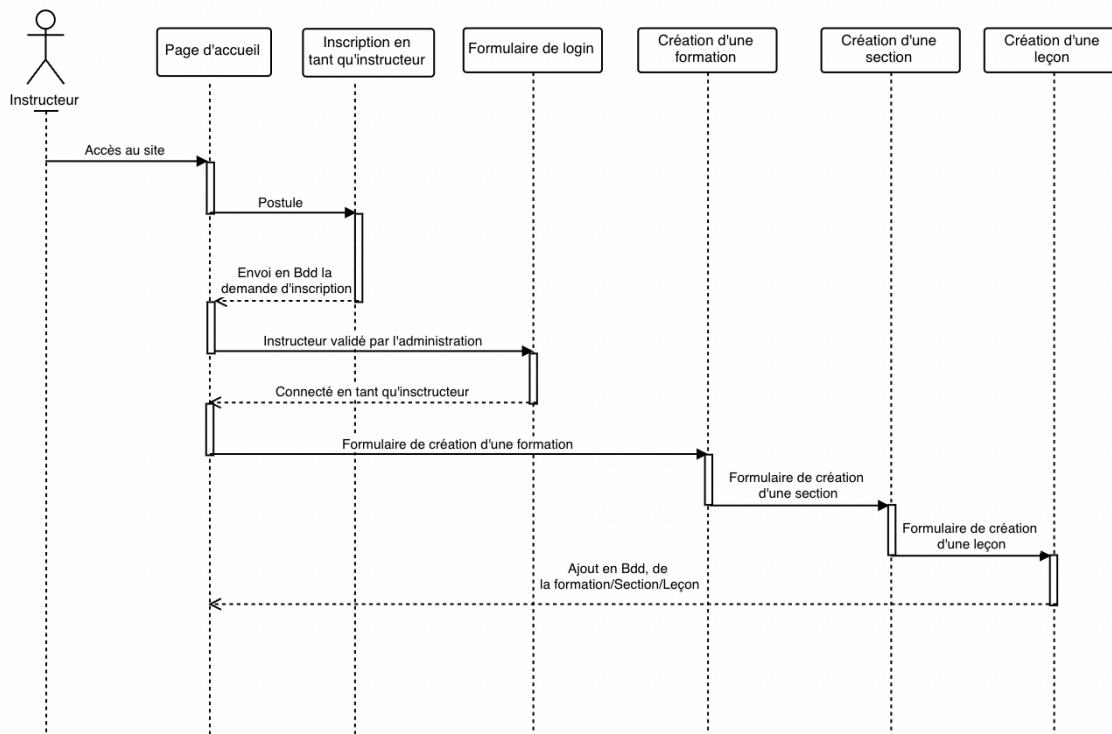 Instructeur
Page d'accueil
Inscription en
tant qu'instructeur
Formulaire de login
Création d'une
formation
Création d'une
section
Création d'une
leçon
Accès au site
Postule
Envoi en Bdd la
demande d'inscription
Instructeur validé par l'administration
Connecté en tant qu'insctructeur
Formulaire de création d'une formation
Formulaire de création
d'une section
Formulaire de création
d'une leçon
Ajout en Bdd, de
la formation/Section/Leçon